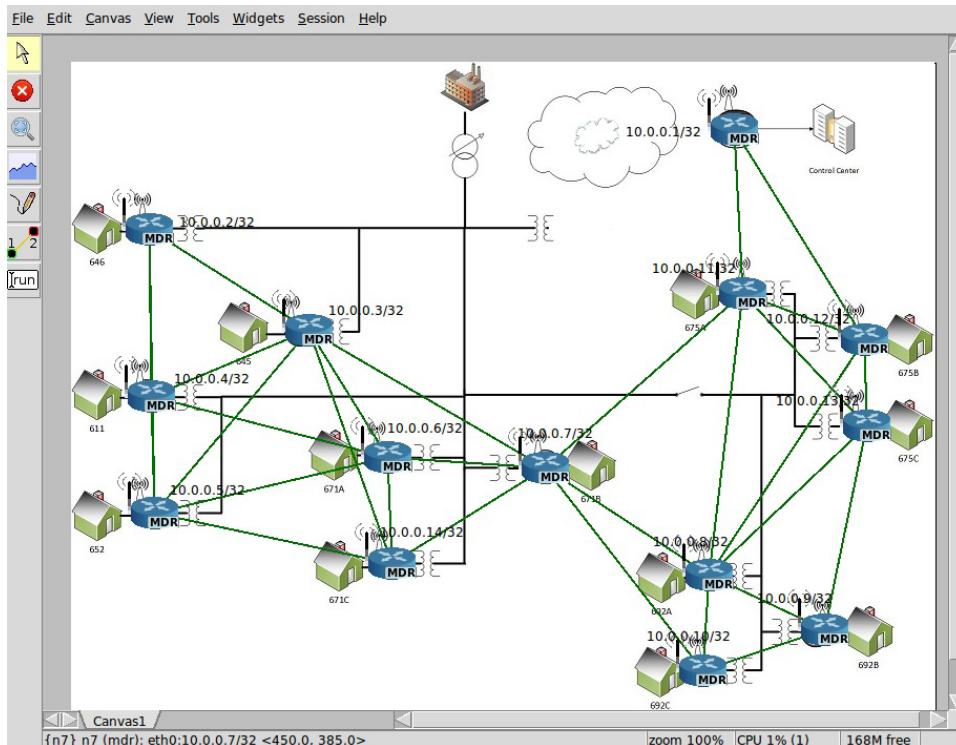 File Edit Canvas View Tools Widgets Session Help
1 2
run
10.0.0.1/32
MDR
Control Center
10.0.0.2/32
MDR
646
10.0.0.3/32
MDR
645
10.0.0.11/32
MDR
675A
10.0.0.12/32
MDR
675B
10.0.0.4/32
MDR
611
10.0.0.13/32
MDR
675C
10.0.0.6/32
MDR
671A
10.0.0.7/32
MDR
671B
10.0.0.5/32
MDR
652
10.0.0.14/32
MDR
671C
10.0.0.8/32
MDR
692A
10.0.0.9/32
MDR
692B
10.0.0.10/32
MDR
692C
Canvas1
{n7} n7 (mdr): eth0:10.0.0.7/32 <450.0, 385.0> zoom 100% CPU 1% (1) 168M free